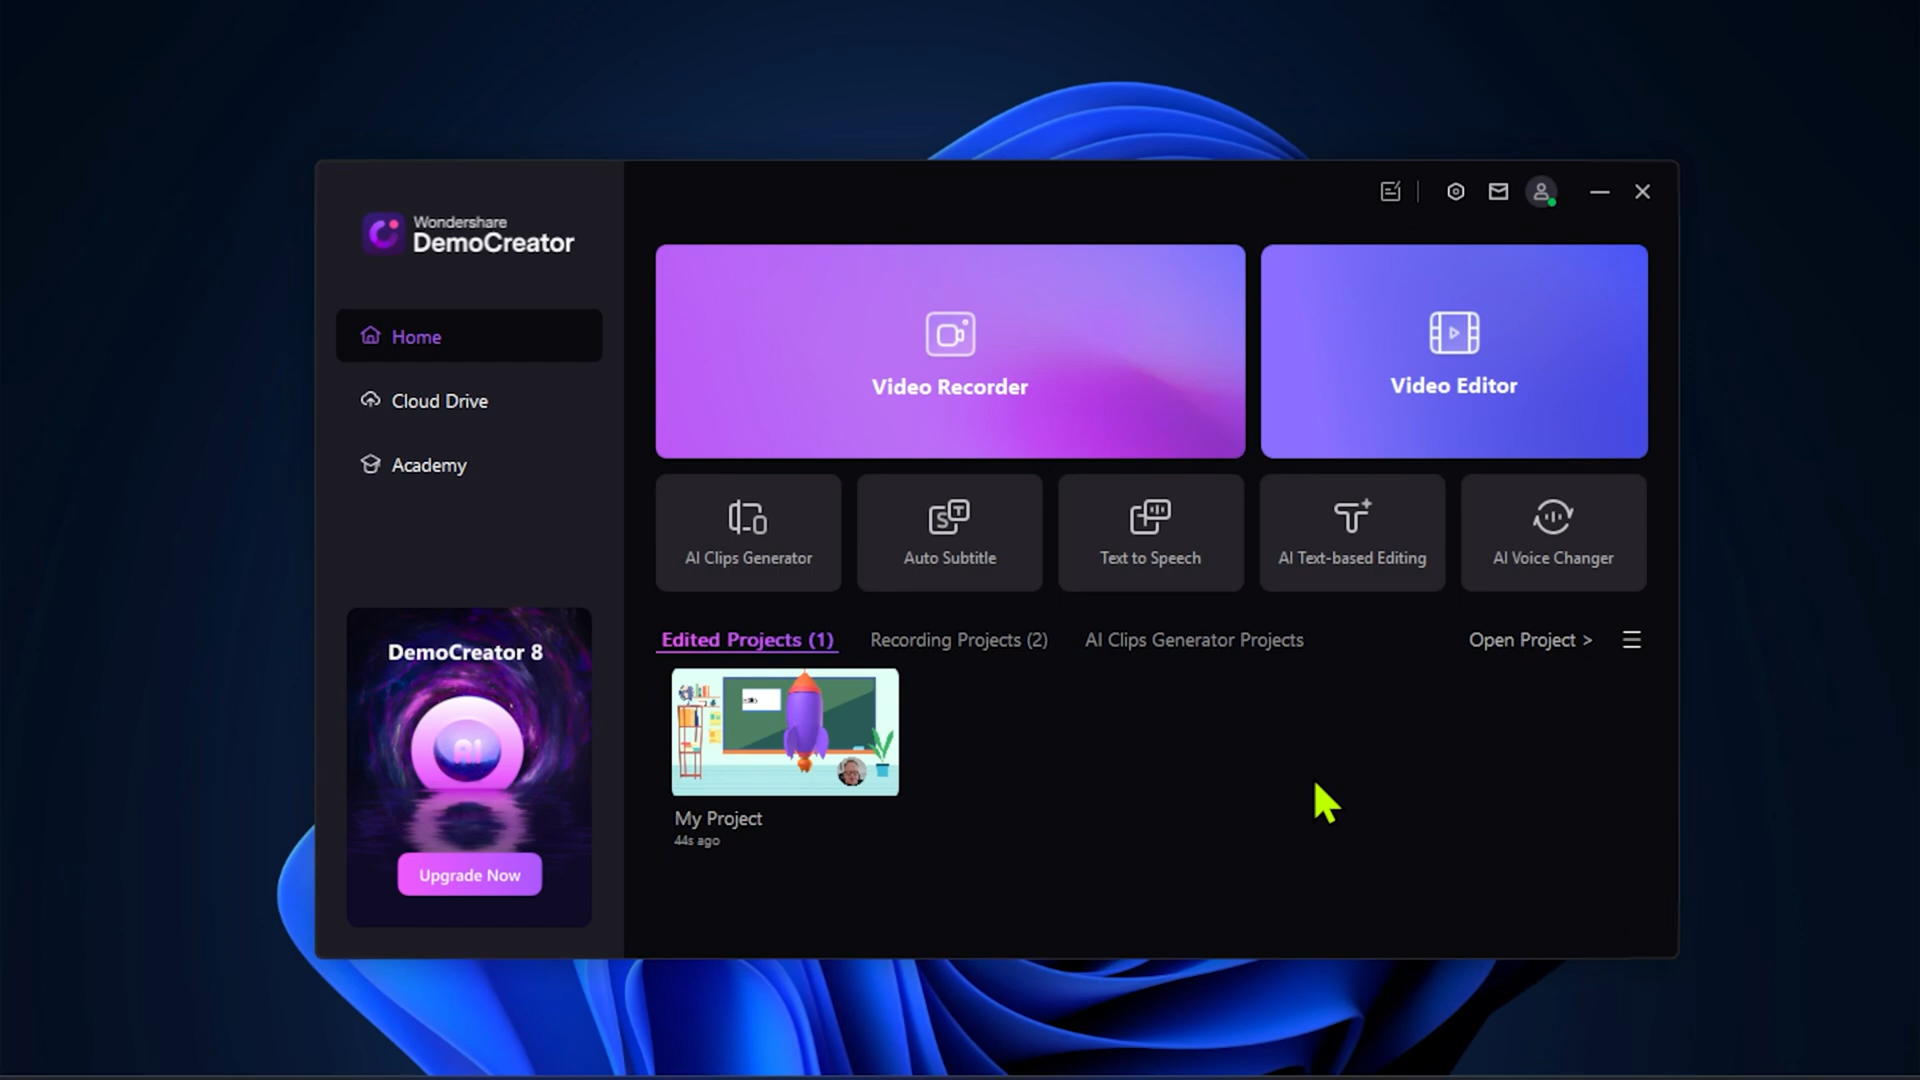 Wondershare
DemoCreator
Home
Cloud Drive
Academy
DemoCreator 8
AI
Upgrade Now
Video Recorder
Video Editor
AI Clips Generator
Auto Subtitle
Text to Speech
AI Text-based Editing
AI Voice Changer
Edited Projects (1)
Recording Projects (2)
AI Clips Generator Projects
Open Project >
My Project
44s ago